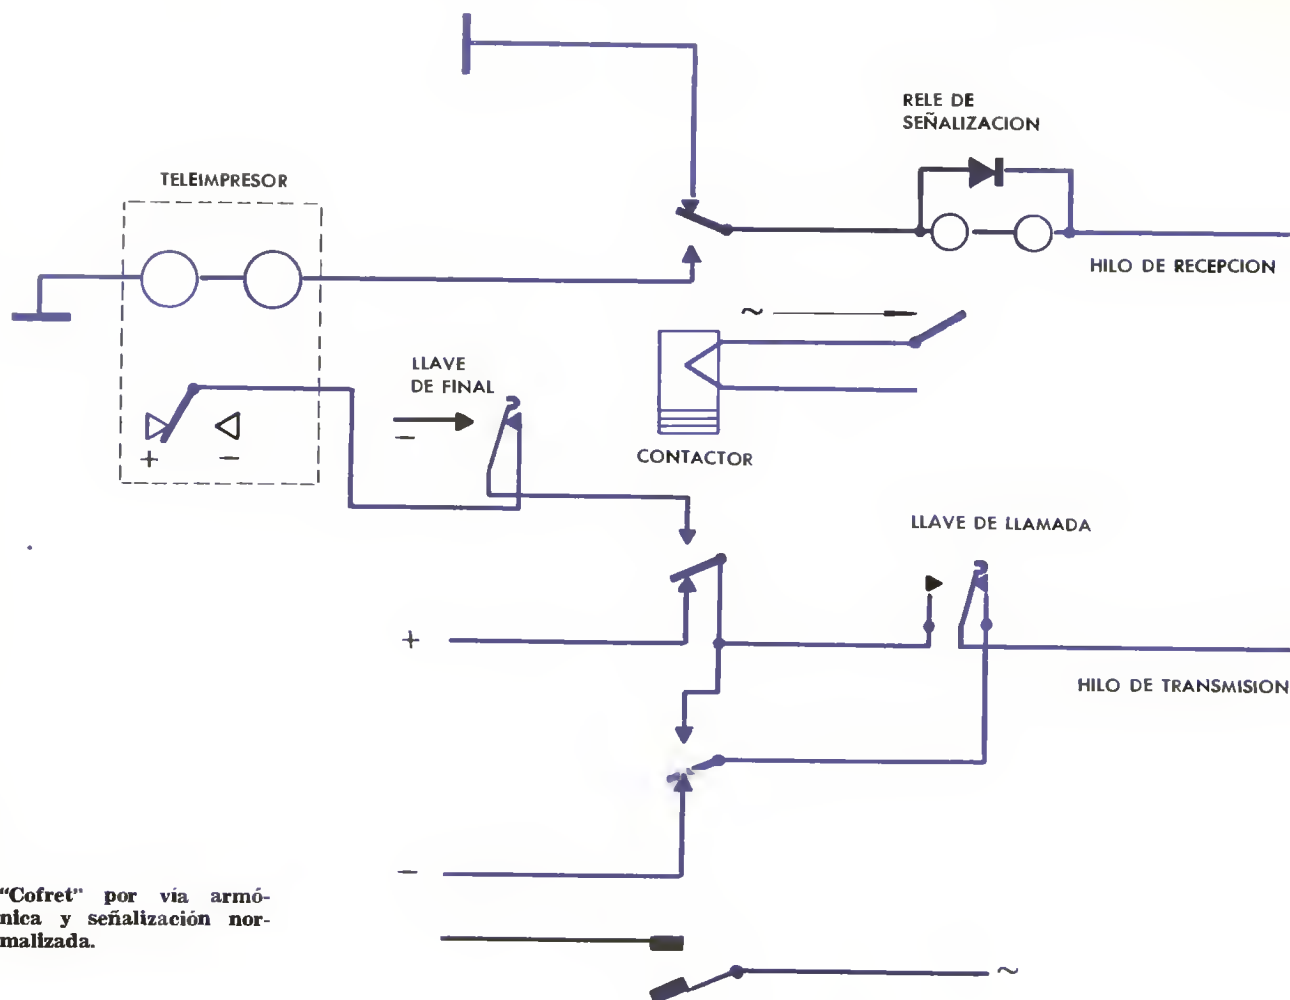 RELE DE
SEÑALIZACION
TELEIMPRESOR
HILO DE RECEPCION
~
LLAVE
DE FINAL
−
+ −
CONTACTOR
LLAVE DE LLAMADA
+
HILO DE TRANSMISION
−
"Cofret" por vía armó-
nica y señalización nor-
malizada.
~